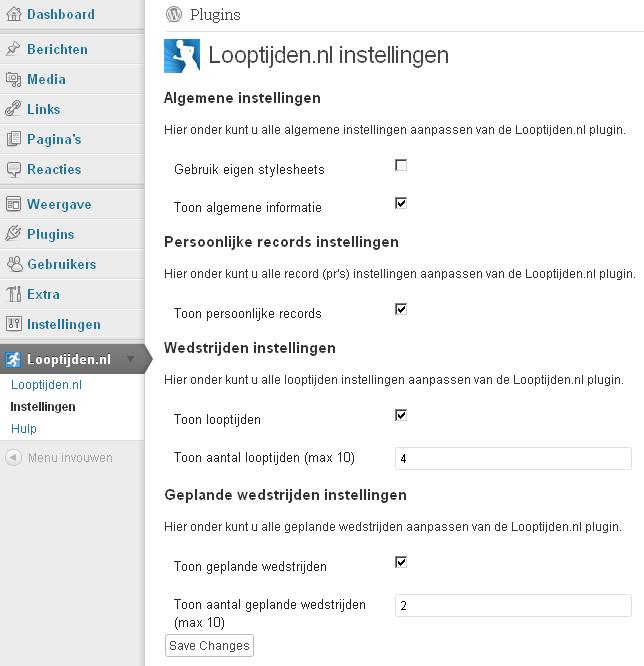 Dashboard
Berichten
Media
Links
Pagina's
Reacties
Weergave
Plugins
Gebruikers
Extra
Instellingen
Looptijden.nl
Looptijden.nl
Instellingen
Hulp
Menu invouwen
Plugins
Looptijden.nl instellingen
Algemene instellingen
Hier onder kunt u alle algemene instellingen aanpassen van de Looptijden.nl plugin.
Gebruik eigen stylesheets
Toon algemene informatie
Persoonlijke records instellingen
Hier onder kunt u alle record (pr's) instellingen aanpassen van de Looptijden.nl plugin.
Toon persoonlijke records
Wedstrijden instellingen
Hier onder kunt u alle looptijden instellingen aanpassen van de Looptijden.nl plugin.
Toon looptijden
Toon aantal looptijden (max 10) 4
Geplande wedstrijden instellingen
Hier onder kunt u alle geplande wedstrijden aanpassen van de Looptijden.nl plugin.
Toon geplande wedstrijden
Toon aantal geplande wedstrijden 2
(max 10)
Save Changes